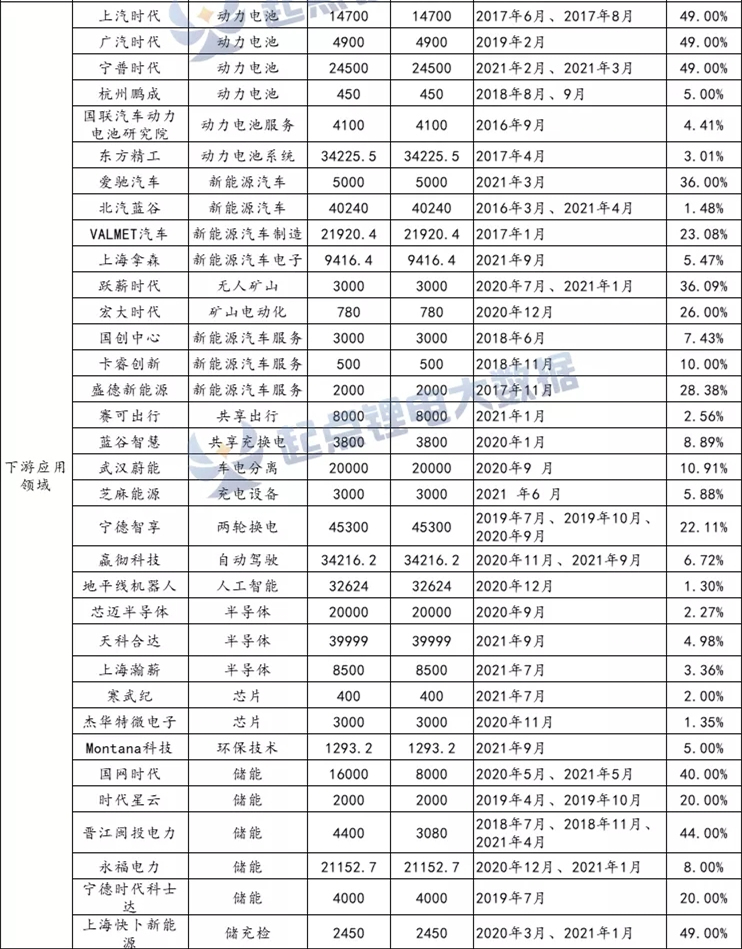 下游应用
领域
上汽时代 动力电池 14700 14700 2017年6月、2017年8月 49.00%
广汽时代 动力电池 4900 4900 2019年2月 49.00%
宁普时代 动力电池 24500 24500 2021年2月、2021年3月 49.00%
杭州鹏成 动力电池 450 450 2018年8月、9月 5.00%
国联汽车动力
电池研究院 动力电池服务 4100 4100 2016年9月 4.41%
东方精工 动力电池系统 34225.5 34225.5 2017年4月 3.01%
爱驰汽车 新能源汽车 5000 5000 2021年3月 36.00%
北汽蓝谷 新能源汽车 40240 40240 2016年3月、2021年4月 1.48%
VALMET汽车 新能源汽车制造 21920.4 21920.4 2017年1月 23.08%
上海拿森 新能源汽车电子 9416.4 9416.4 2021年9月 5.47%
跃薪时代 无人矿山 3000 3000 2020年7月、2021年1月 36.09%
宏大时代 矿山电动化 780 780 2020年12月 26.00%
国创中心 新能源汽车服务 3000 3000 2018年6月 7.43%
卡睿创新 新能源汽车服务 500 500 2018年11月 10.00%
盛德新能源 新能源汽车服务 2000 2000 2017年11月 28.38%
赛可出行 共享出行 8000 8000 2021年1月 2.56%
蓝谷智慧 共享充换电 3800 3800 2020年1月 8.89%
武汉蔚能 车电分离 20000 20000 2020年9 月 10.91%
芝麻能源 充电设备 3000 3000 2021 年6 月 5.88%
宁德智享 两轮换电 45300 45300 2019年7月、2019年10月、
2020年9月 22.11%
嬴彻科技 自动驾驶 34216.2 34216.2 2020年11月、2021年9月 6.72%
地平线机器人 人工智能 32624 32624 2020年12月 1.30%
芯迈半导体 半导体 20000 20000 2020年9月 2.27%
天科合达 半导体 39999 39999 2021年9月 4.98%
上海瀚薪 半导体 8500 8500 2021年7月 3.36%
寒武纪 芯片 400 400 2021年7月 2.00%
杰华特微电子 芯片 3000 3000 2020年11月 1.35%
Montana科技 环保技术 1293.2 1293.2 2021年9月 5.00%
国网时代 储能 16000 8000 2020年5月、2021年5月 40.00%
时代星云 储能 2000 2000 2019年4月、2019年10月 20.00%
晋江闽投电力 储能 4400 3080 2018年7月、2018年11月、
2021年4月 44.00%
永福电力 储能 21152.7 21152.7 2020年12月、2021年1月 8.00%
宁德时代科士
达 储能 4000 4000 2019年7月 20.00%
上海快卜新能
源 储充检 2450 2450 2020年3月、2021年1月 49.00%
起点锂电大数据